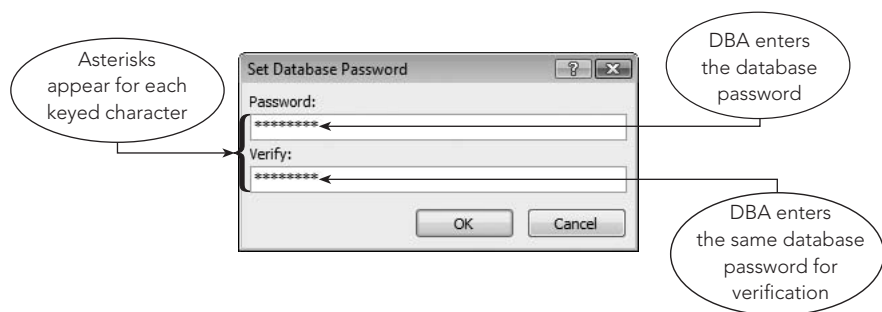 Asterisks
appear for each
keyed character
Set Database Password
?
Password:
********
Verify:
********
OK
Cancel
DBA enters
the database
password
DBA enters
the same database
password for
verification